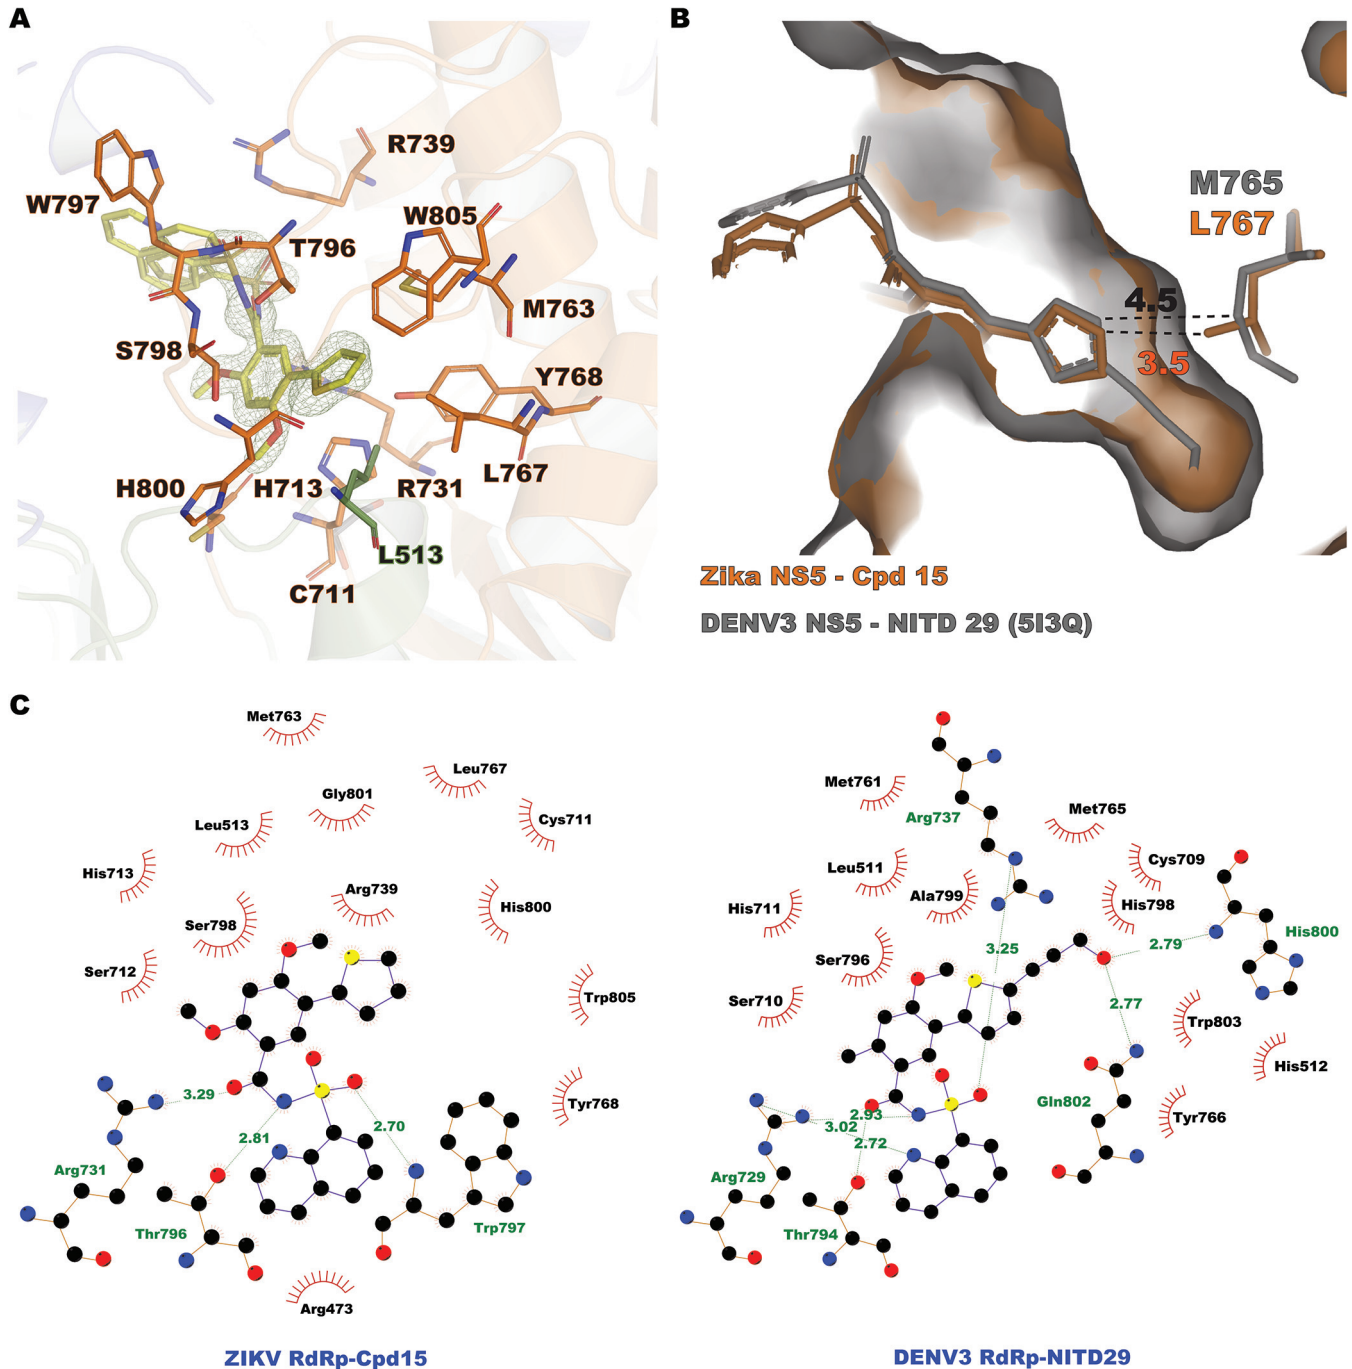 A
R739
W797
W805
T796
M763
S798
Y768
H800
H713
R731
L767
L513
C711
B
M765
L767
4.5
3.5
Zika NS5 - Cpd 15
DENV3 NS5 - NITD 29 (5I3Q)
C
Met763
Leu767
Gly801
Leu513
Cys711
His713
Arg739
His800
Ser798
Ser712
Trp805
3.29
Tyr768
2.81
2.70
Arg731
Thr796
Trp797
Arg473
ZIKV RdRp-Cpd15
Met761
Arg737
Met765
Leu511
Cys709
Ala799
His711
His798
3.25
2.79
His800
Ser796
Ser710
2.77
Trp803
His512
Gln802
2.93
3.02
Tyr766
2.72
Arg729
Thr794
DENV3 RdRp-NITD29